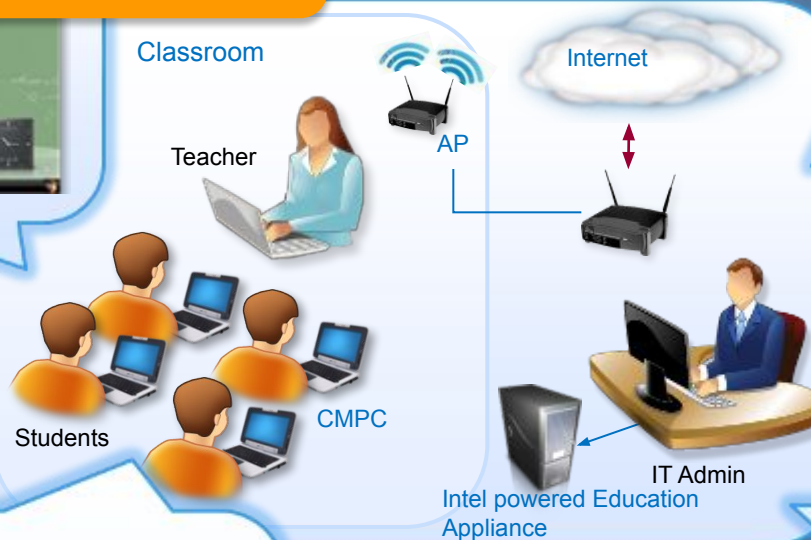 Classroom
Internet
AP
Teacher
CMPC
Students
IT Admin
Intel powered Education
Appliance